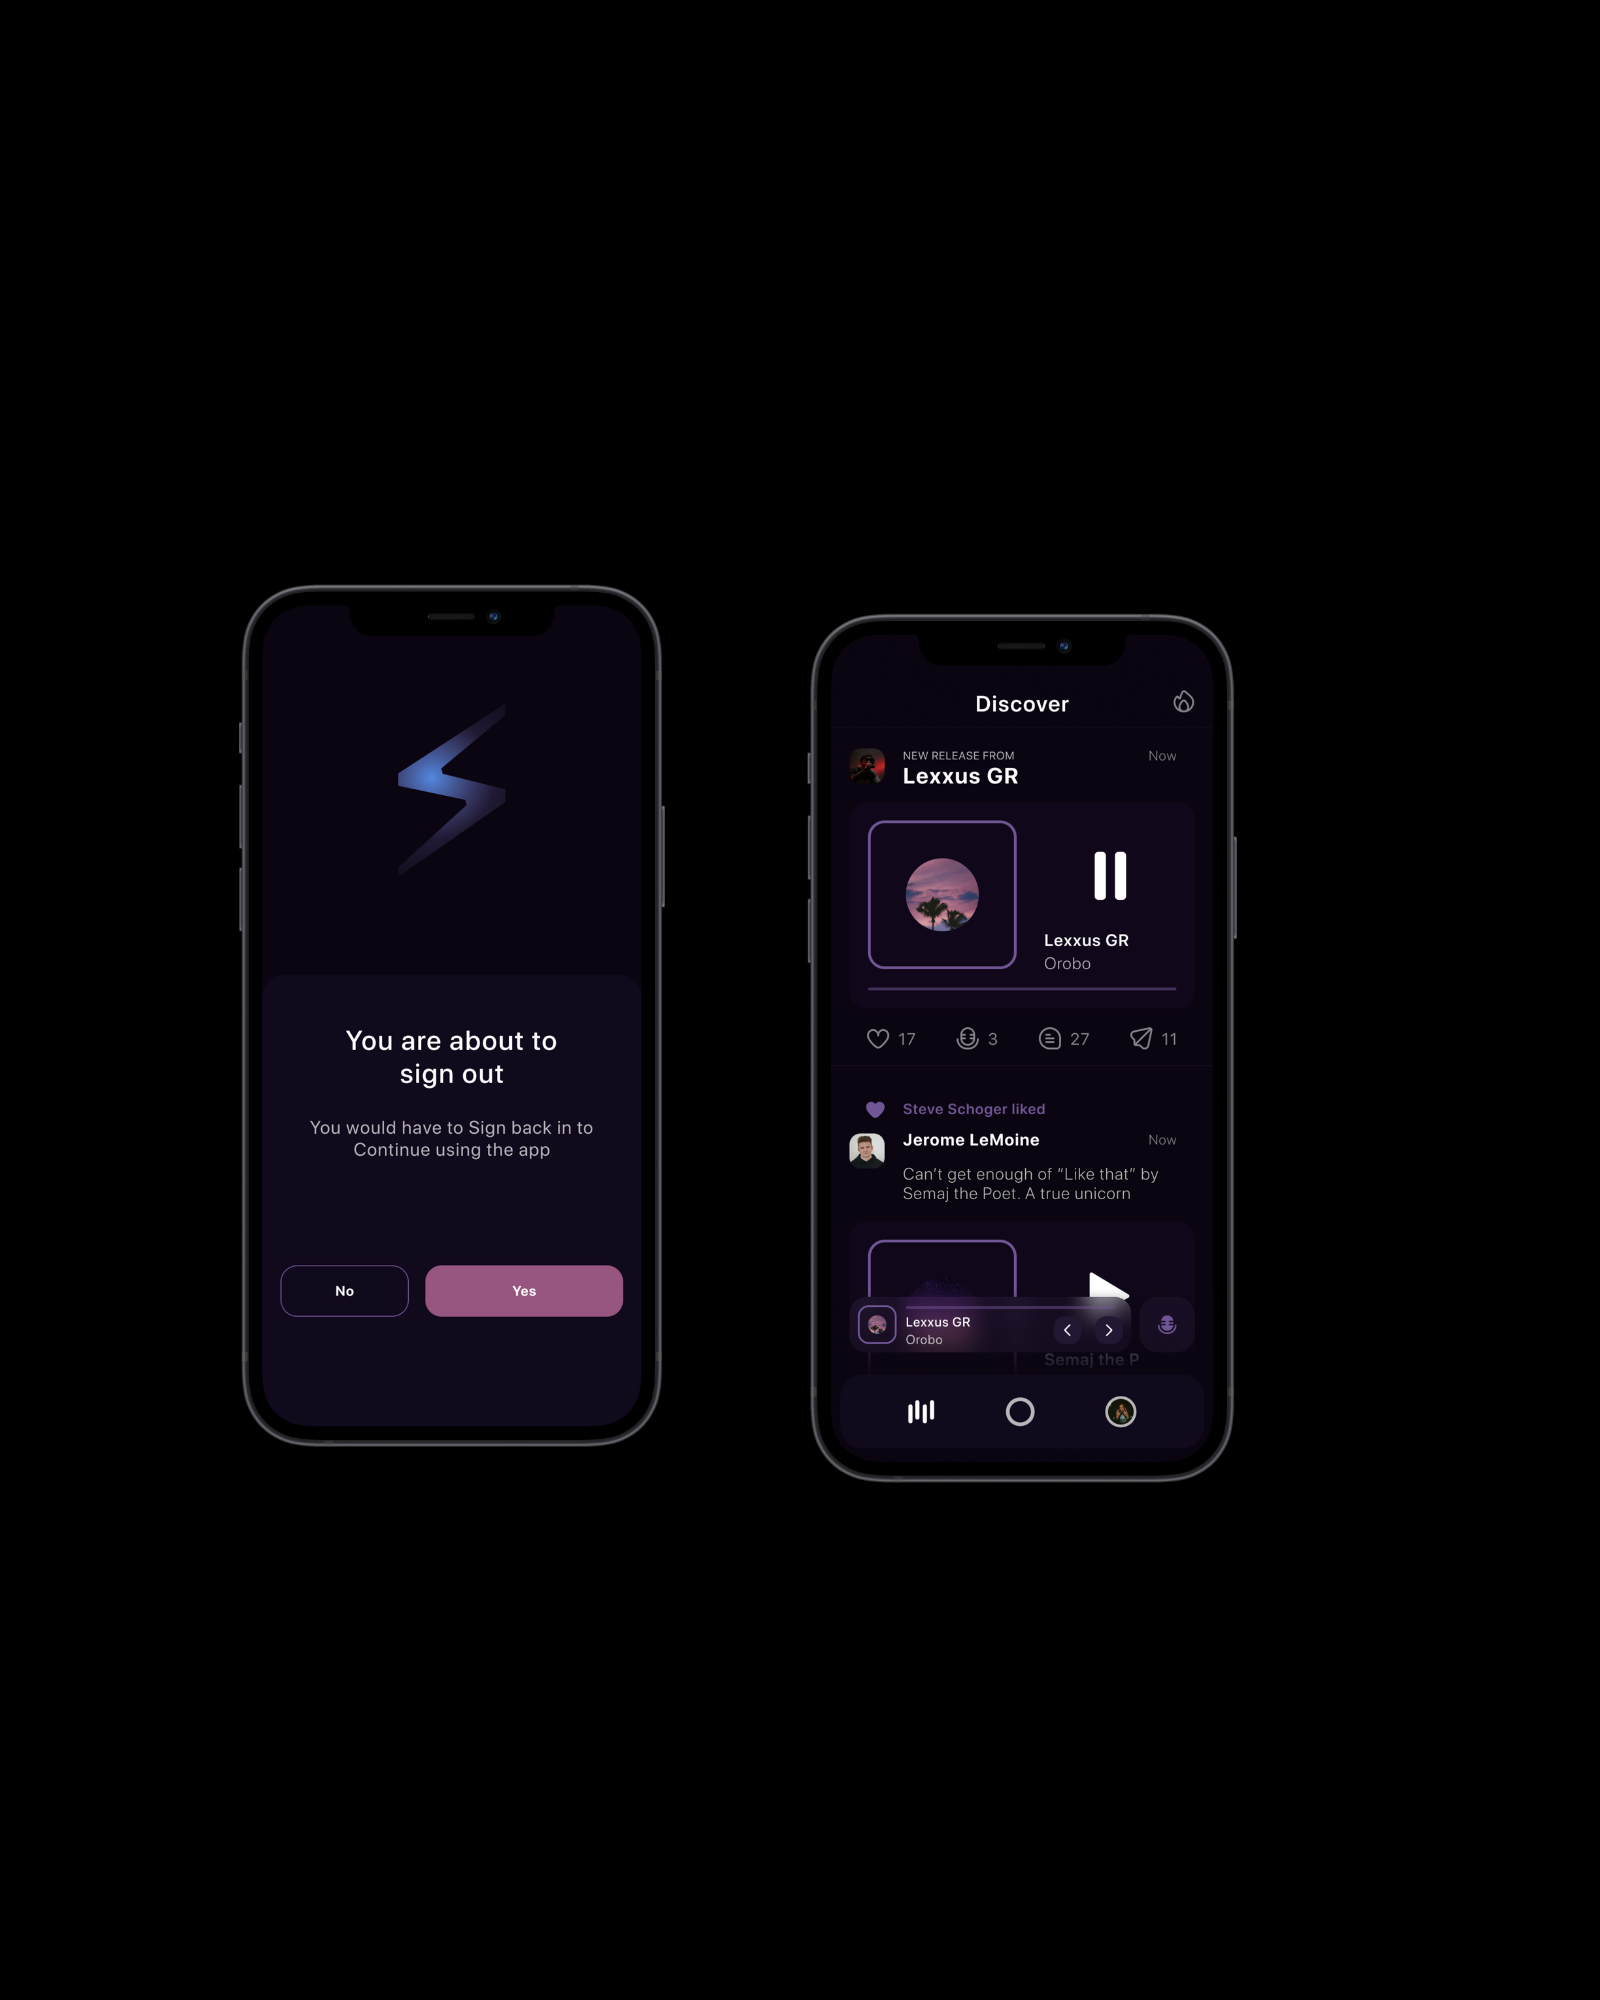 You are about to
sign out
You would have to Sign back in to
Continue using the app
No
Yes
Discover
NEW RELEASE FROM
Now
Lexxus GR
Lexxus GR
Orobo
17
3
27
11
Steve Schoger liked
Jerome LeMoine
Now
Can't get enough of “Like that” by
Semaj the Poet. A true unicorn
Lexxus GR
Orobo
Semaj the P